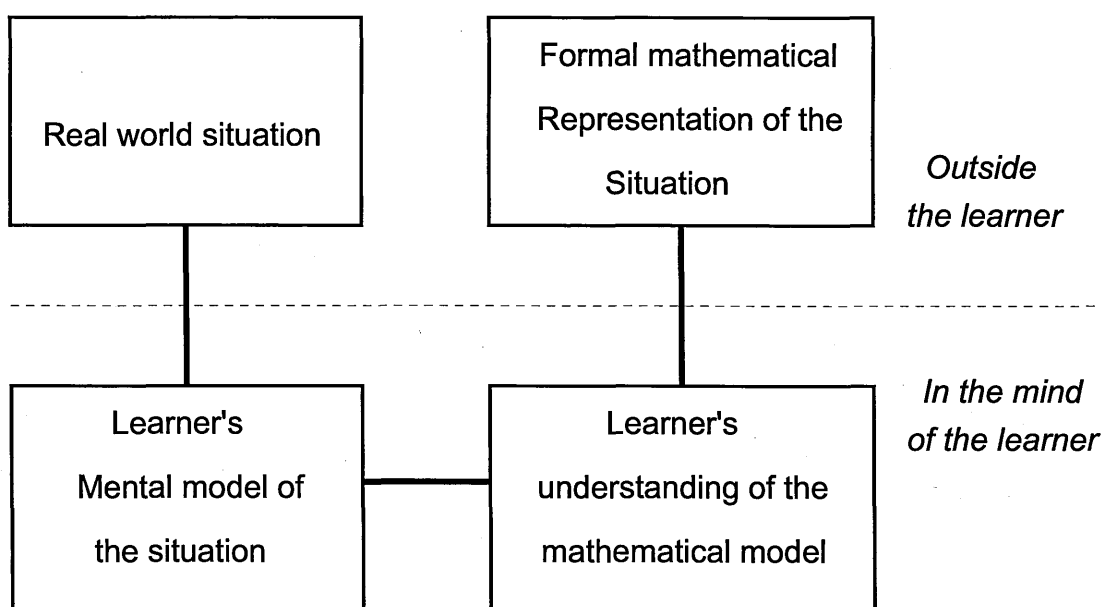 Real world situation
Formal mathematical
Representation of the
Situation
Outside
the learner
Learner's
Mental model of
the situation
Learner's
understanding of the
mathematical model
In the mind
of the learner